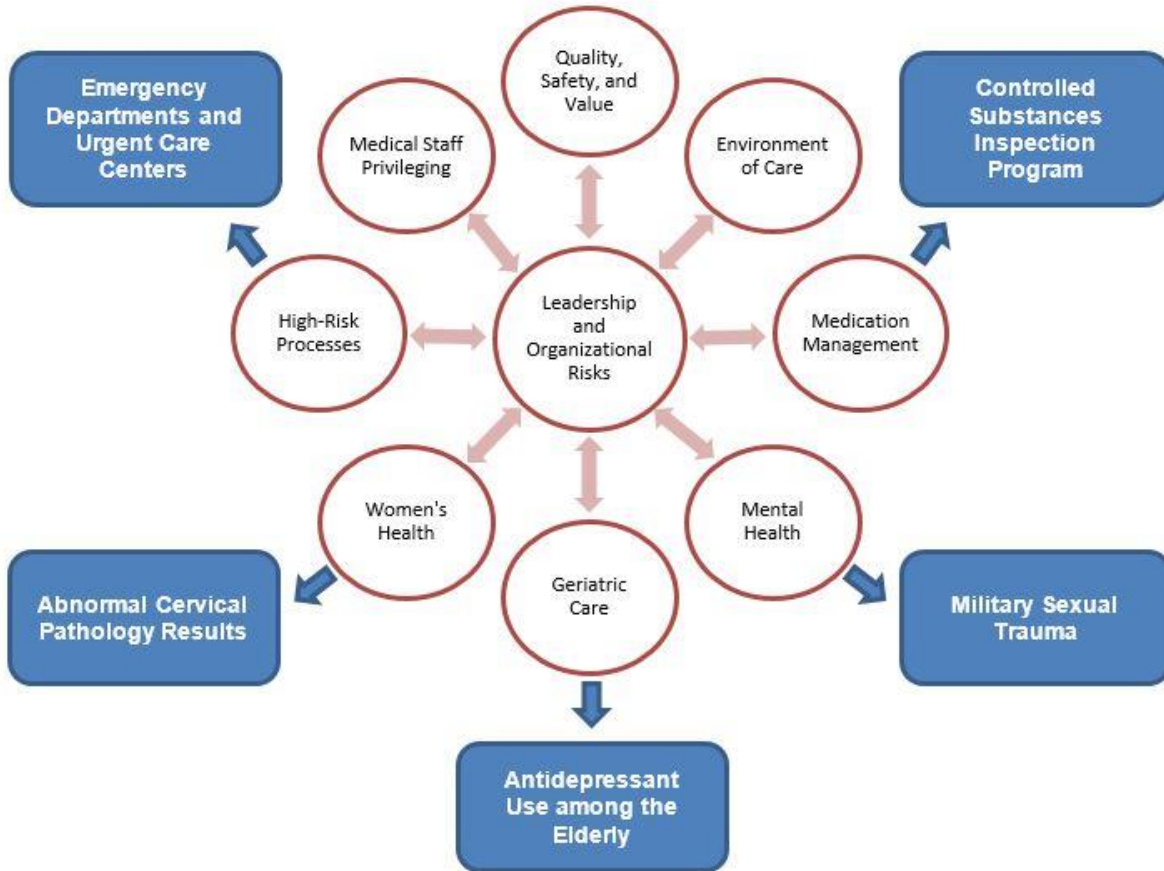 Quality,
Safety, and
Value
Emergency
Departments and
Urgent Care
Centers
Medical Staff
Privileging
Environment
of Care
Controlled
Substances
Inspection
Program
High-Risk
Processes
Leadership
and
Organizational
Risks
Medication
Management
Women's
Health
Geriatric
Care
Mental
Health
Abnormal Cervical
Pathology Results
Military Sexual
Trauma
Antidepressant
Use among the
Elderly